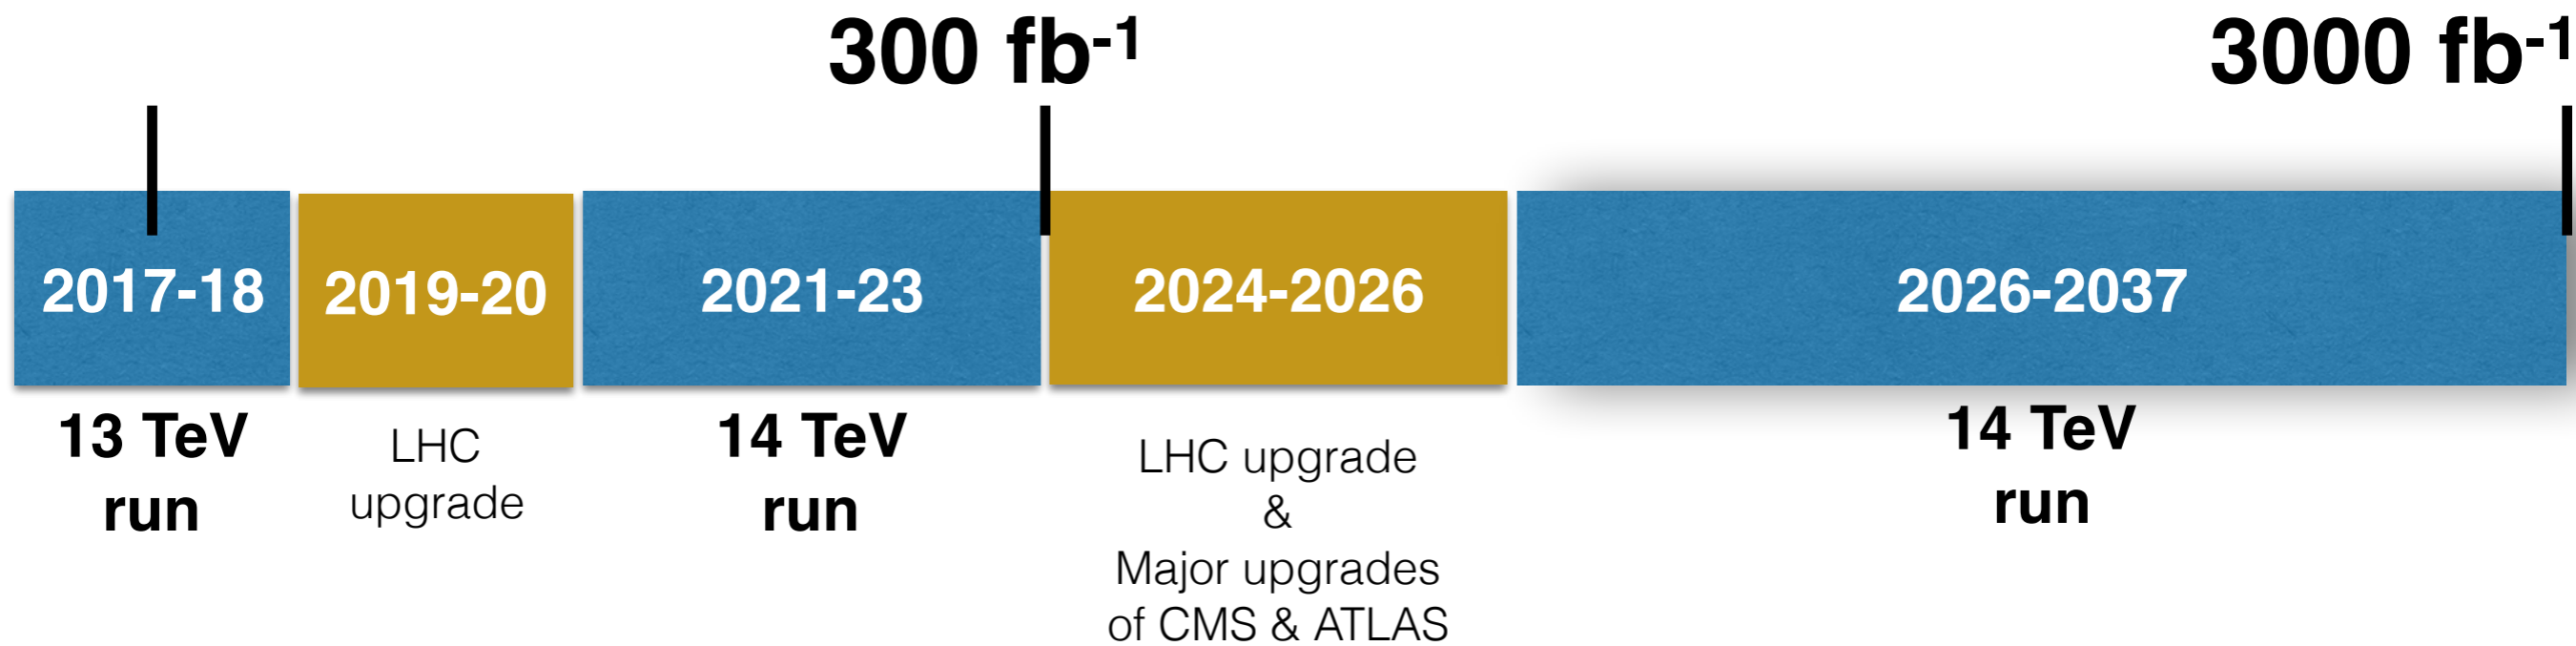 300 fb-1
3000 fb-1
2017-18
2019-20
2021-23
2024-2026
2026-2037
13 TeV
run
LHC
upgrade
14 TeV
run
LHC upgrade
&
Major upgrades
of CMS & ATLAS
14 TeV
run